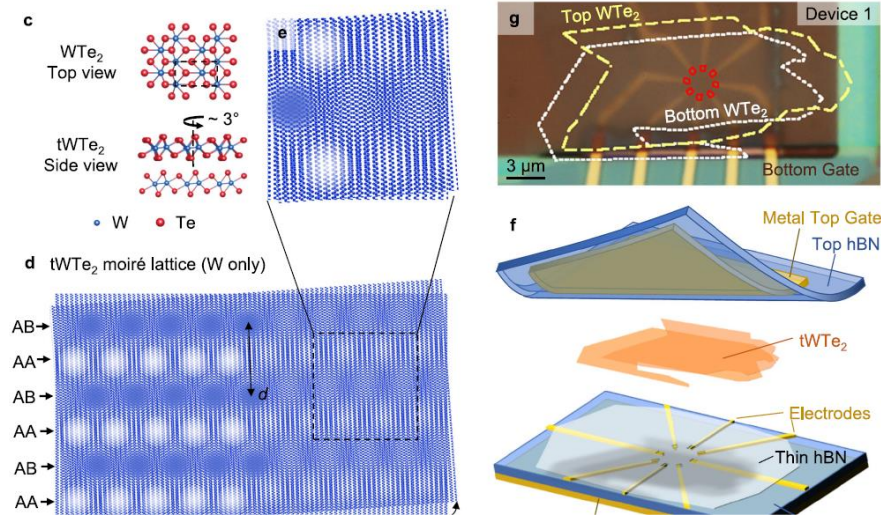 c
WTe2
Top view
~ 3°
tWTe2
Side view
W
Te
d tWTe2 moiré lattice (W only)
AB
AA
AB
AA
AB
AA
d
e
g
Top WTe2
Device 1
Bottom WTe2
3 μm
Bottom Gate
f
Metal Top Gate
Top hBN
tWTe2
Electrodes
Thin hBN